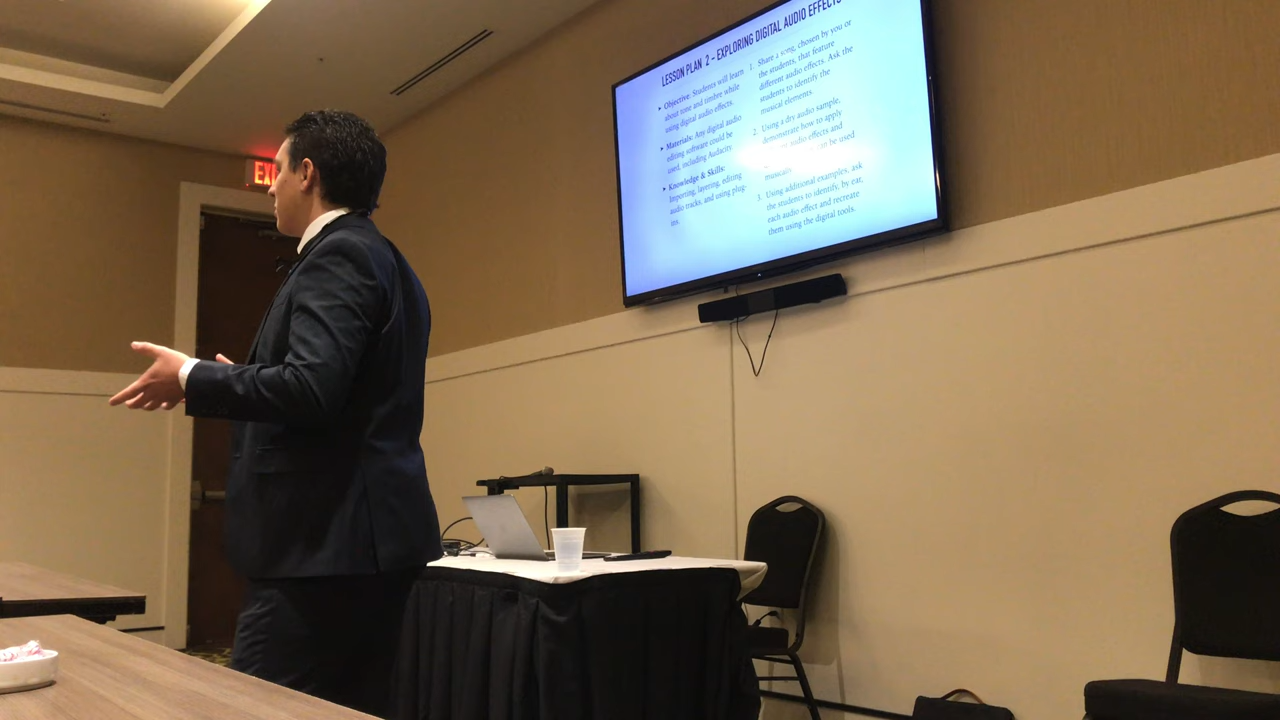 EXI
LESSON PLAN 2 – EXPLORING DIGITAL AUDIO EFFECTS
▸ Objective: Students will learn
about tone and timbre while
using digital audio effects.
▸ Materials: Any digital audio
editing software could be
used, including Audacity
▸ Knowledge & Skills:
Importing, layering, editing
audio tracks, and using plug-
ins.
1. Share a song, chosen by you or
the students, that feature
different audio effects. Ask the
students to identify the
musical elements.
2. Using a dry audio sample,
demonstrate how to apply
audio effects and
can be used
3. Using additional examples, ask
the students to identify, by ear,
each audio effect and recreate
them using the digital tools.